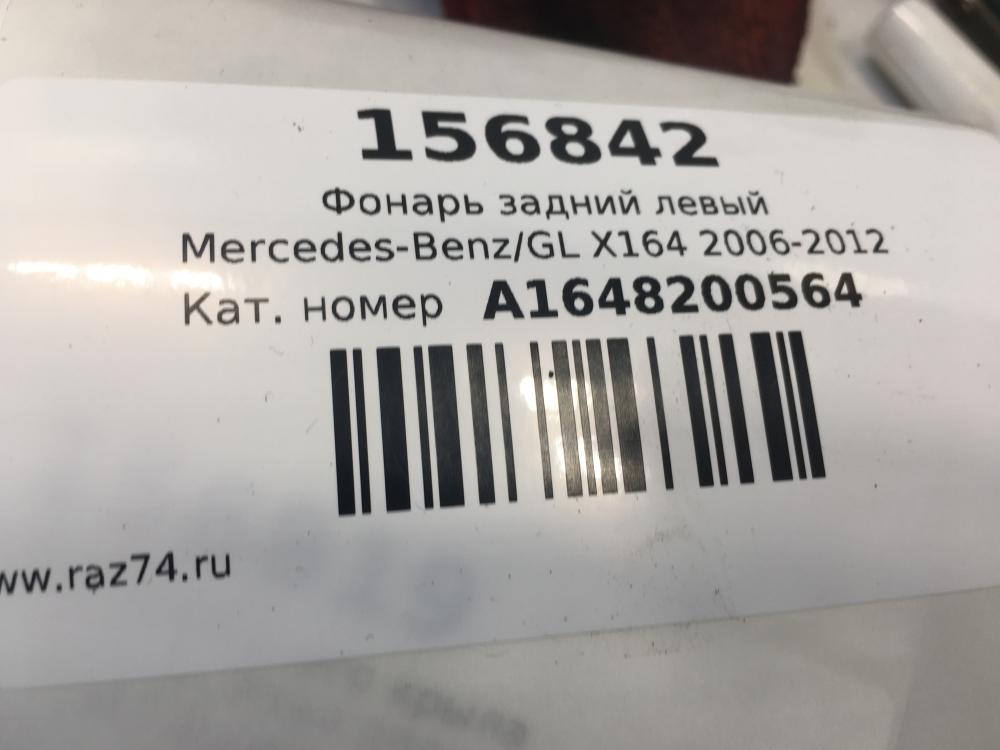 156842
Фонарь задний левый
Mercedes-Benz/GL X164 2006-2012
Кат. номер A1648200564
ww.raz74.ru